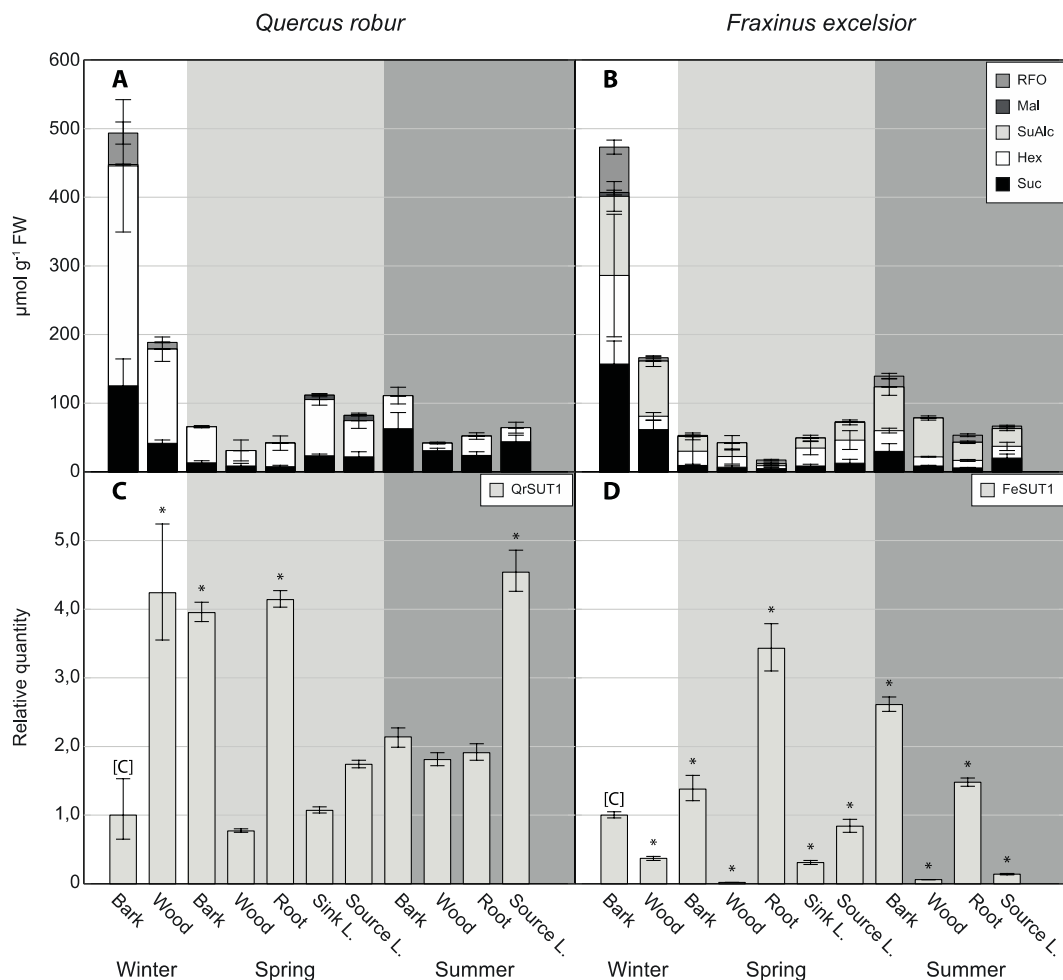 Quercus robur
Fraxinus excelsior
600
500
400
300
200
100
0
µmol g⁻¹ FW
A
B
RFO
Mal
SuAlc
Hex
Suc
C
QrSUT1
D
FeSUT1
5,0
4,0
3,0
2,0
1,0
0
Relative quantity
[C]
*
*
*
*
[C]
*
*
*
*
*
*
*
*
*
*
Bark
Wood
Bark
Wood
Root
Sink L.
Source L.
Bark
Wood
Root
Source L.
Bark
Wood
Bark
Wood
Root
Sink L.
Source L.
Bark
Wood
Root
Source L.
Winter
Spring
Summer
Winter
Spring
Summer